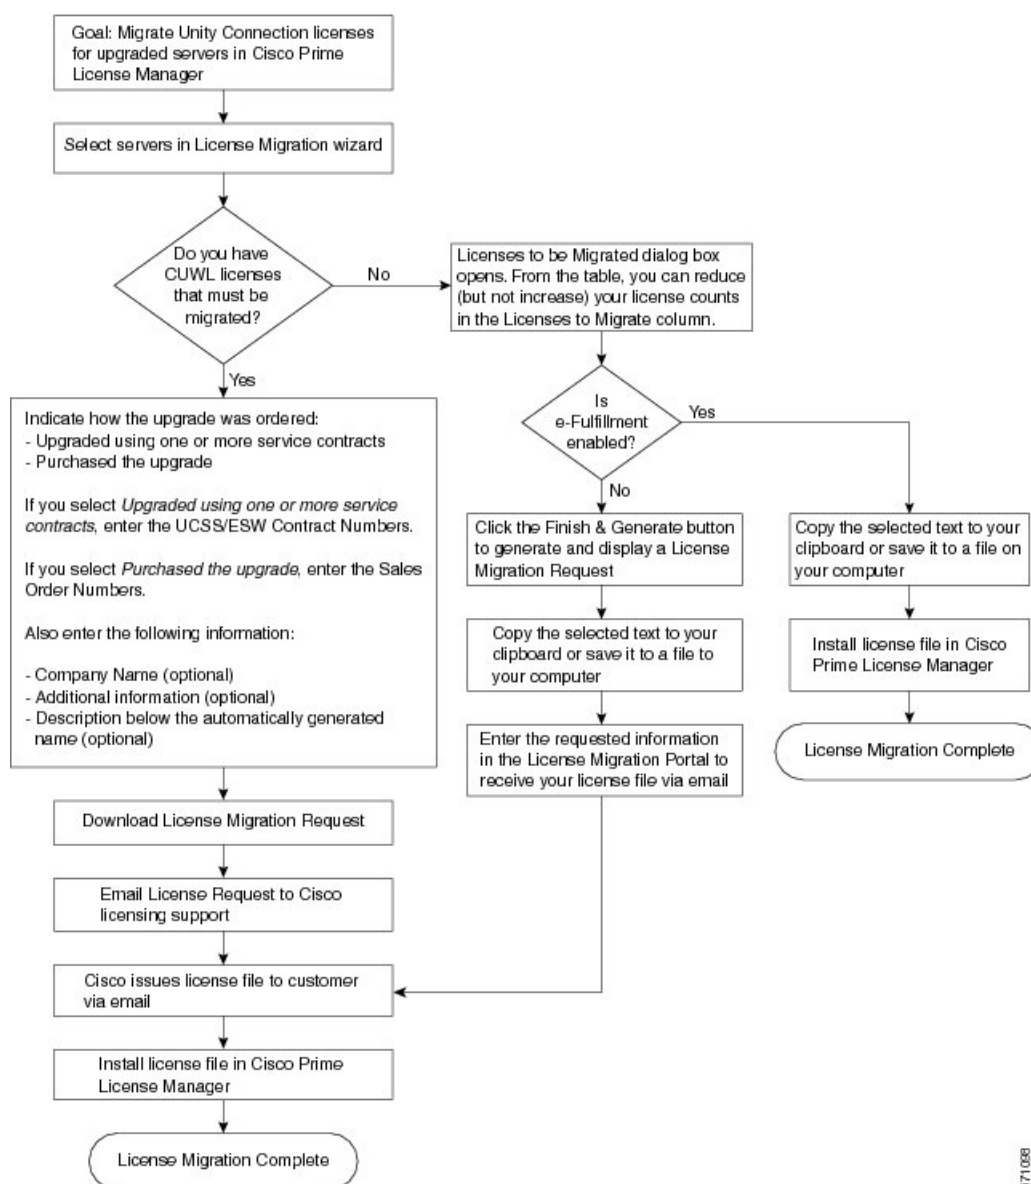 Goal: Migrate Unity Connection licenses
for upgraded servers in Cisco Prime
License Manager
Select servers in License Migration wizard
Do you have
CUWL licenses
that must be
migrated?
No
Licenses to be Migrated dialog box
opens. From the table, you can reduce
(but not increase) your license counts
in the Licenses to Migrate column.
Yes
Is
e-Fulfillment
enabled?
Yes
No
Indicate how the upgrade was ordered:
- Upgraded using one or more service contracts
- Purchased the upgrade
If you select Upgraded using one or more service
contracts, enter the UCSS/ESW Contract Numbers.
If you select Purchased the upgrade, enter the Sales
Order Numbers.
Also enter the following information:
- Company Name (optional)
- Additional information (optional)
- Description below the automatically generated
name (optional)
Click the Finish & Generate button
to generate and display a License
Migration Request
Copy the selected text to your
clipboard or save it to a file to
your computer
Enter the requested information
in the License Migration Portal to
receive your license file via email
Copy the selected text to your
clipboard or save it to a file on
your computer
Install license file in Cisco
Prime License Manager
License Migration Complete
Download License Migration Request
Email License Request to Cisco
licensing support
Cisco issues license file to customer
via email
Install license file in Cisco Prime
License Manager
License Migration Complete